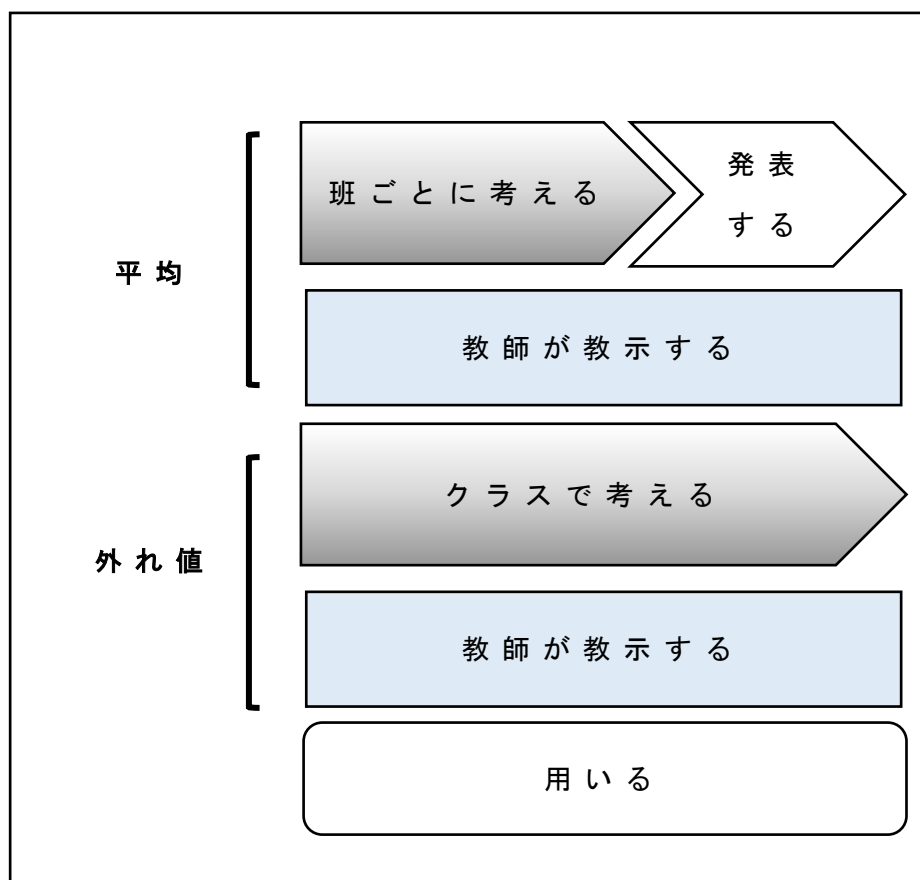 平均
班ごとに考える
発表
する
教師が教示する
外れ値
クラスで考える
教師が教示する
用いる